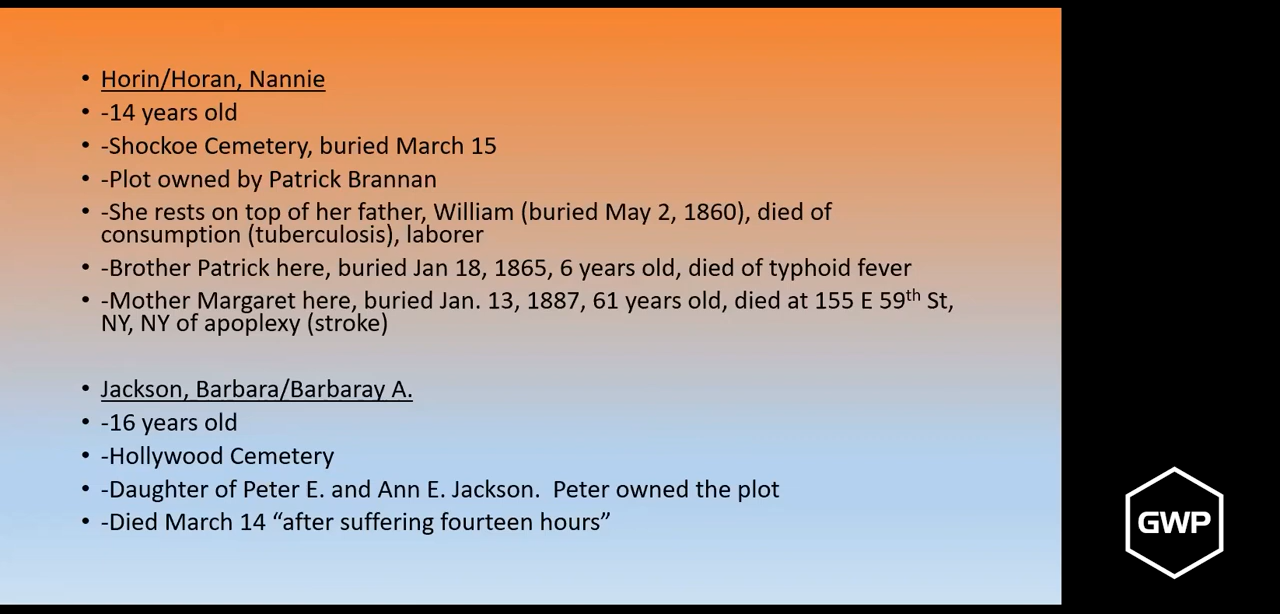 • Horin/Horan, Nannie
• -14 years old
• -Shockoe Cemetery, buried March 15
• -Plot owned by Patrick Brannan
• -She rests on top of her father, William (buried May 2, 1860), died of
consumption (tuberculosis), laborer
• -Brother Patrick here, buried Jan 18, 1865, 6 years old, died of typhoid fever
• -Mother Margaret here, buried Jan. 13, 1887, 61 years old, died at 155 E 59th St,
NY, NY of apoplexy (stroke)
• Jackson, Barbara/Barbaray A.
• -16 years old
• -Hollywood Cemetery
• -Daughter of Peter E. and Ann E. Jackson.  Peter owned the plot
• -Died March 14 “after suffering fourteen hours”
GWP